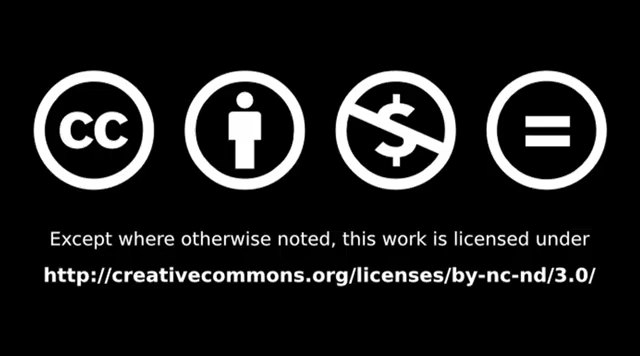 cc
Except where otherwise noted, this work is licensed under
http://creativecommons.org/licenses/by-nc-nd/3.0/